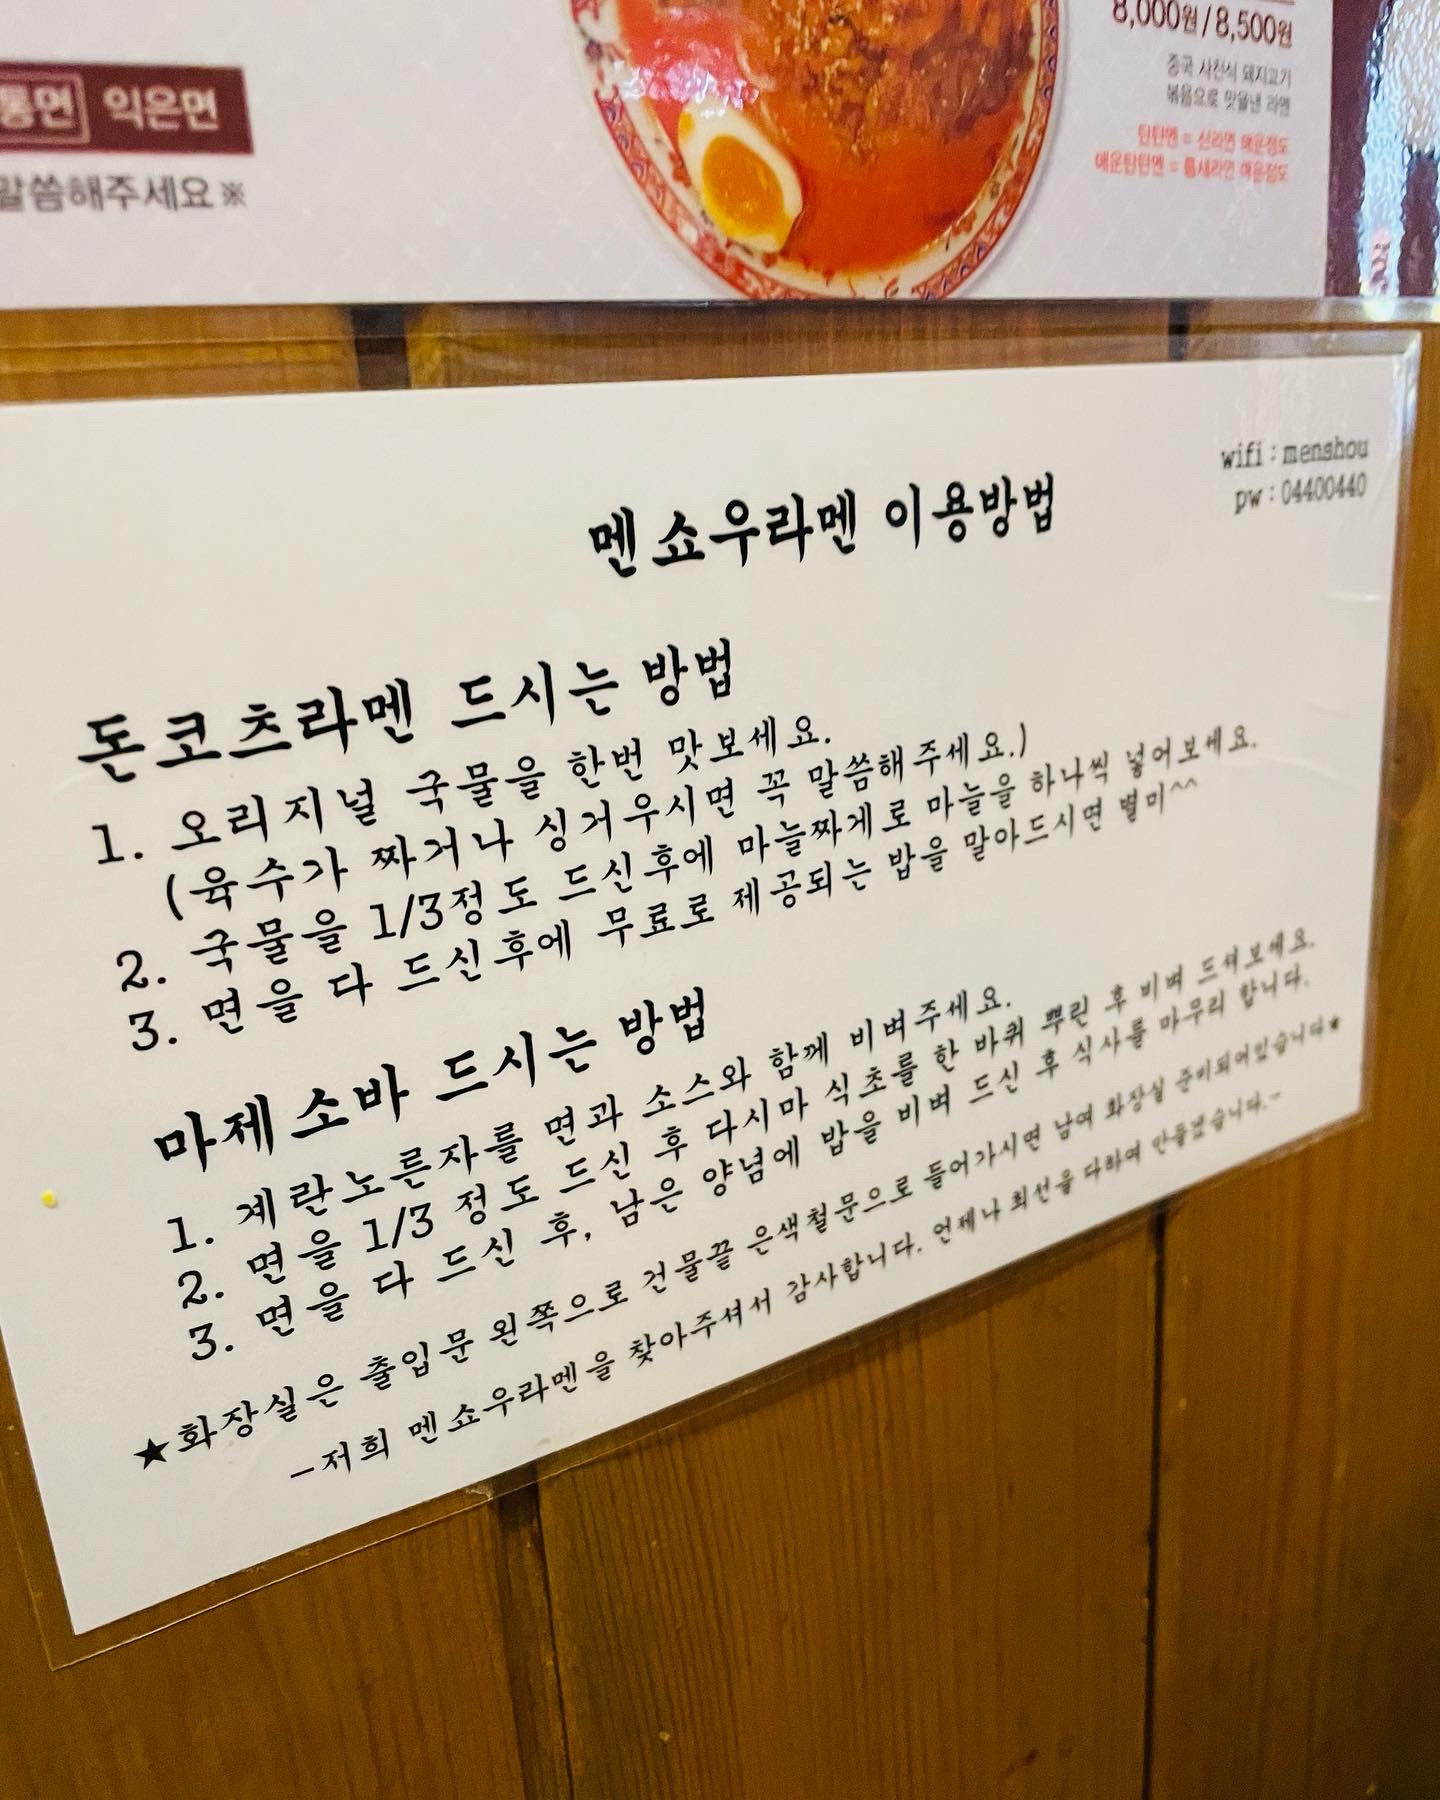 8,000원/8,500원
중국 사천식 돼지고기
볶음으로 맛을낸 라멘
탄탄멘 = 신라면 매운정도
매운탄탄멘 = 틈새라면 매운정도
통면 익은면
말씀해주세요※
wifi : menshou
pw : 04400440
멘쇼우라멘 이용방법
돈코츠라멘 드시는 방법
1. 오리지널 국물을 한번 맛보세요.
(육수가 짜거나 싱거우시면 꼭 말씀해주세요.)
2. 국물을 1/3정도 드신후에 마늘짜게로 마늘을 하나씩 넣어보세요.
3. 면을 다 드신후에 무료로 제공되는 밥을 말아드시면 별미^^
마제소바 드시는 방법
1. 계란노른자를 면과 소스와 함께 비벼주세요.
2. 면을 1/3 정도 드신 후 다시마 식초를 한 바퀴 뿌린 후 비벼 드셔보세요.
3. 면을 다 드신 후, 남은 양념에 밥을 비벼 드신 후 식사를 마무리 합니다.
★화장실은 출입문 왼쪽으로 건물끝 은색철문으로 들어가시면 남여 화장실 준비되어있습니다★
-저희 멘쇼우라멘을 찾아주셔서 감사합니다. 언제나 최선을 다하여 만들겠습니다.-